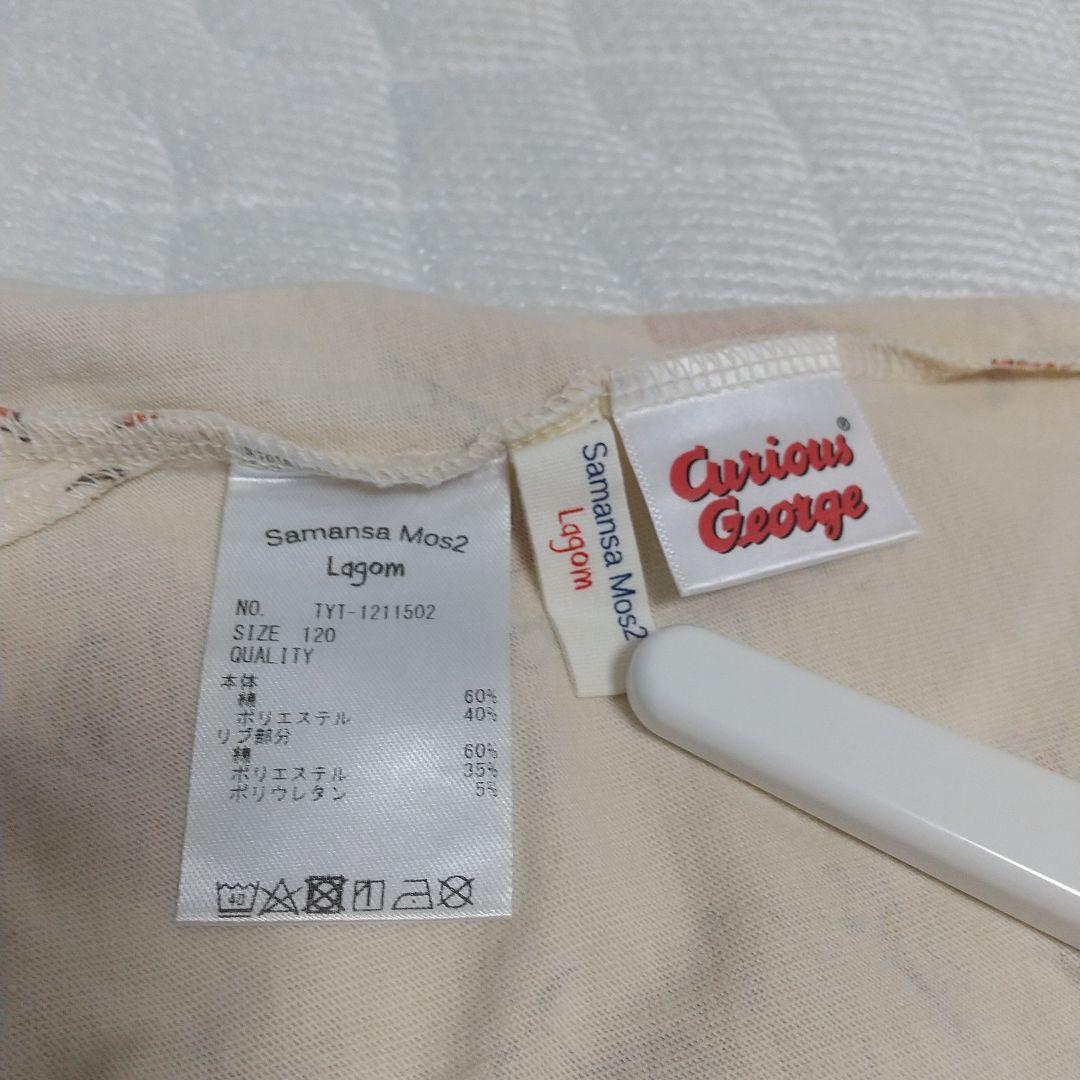 Samansa Mos2
Lagom
NO. TYT-1211502
SIZE 120
QUALITY
本体
綿 60%
ポリエステル 40%
リブ部分
綿 60%
ポリエステル 35%
ポリウレタン 5%
40
Samansa Mos2
Lagom
Curious
George®